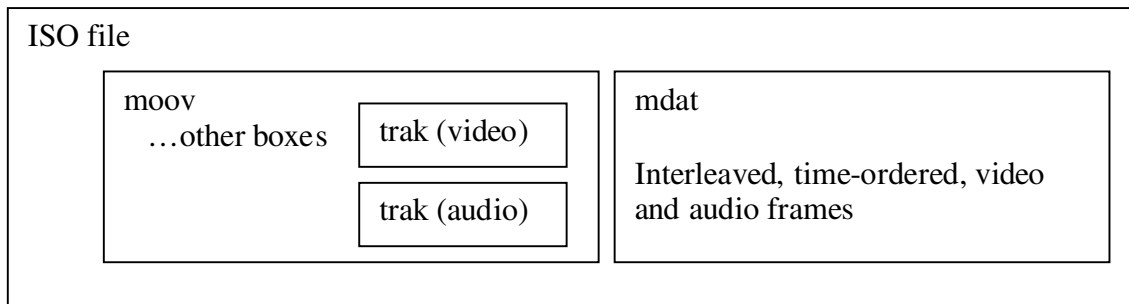 ISO file
moov
…other boxes
trak (video)
trak (audio)
mdat
Interleaved, time-ordered, video
and audio frames